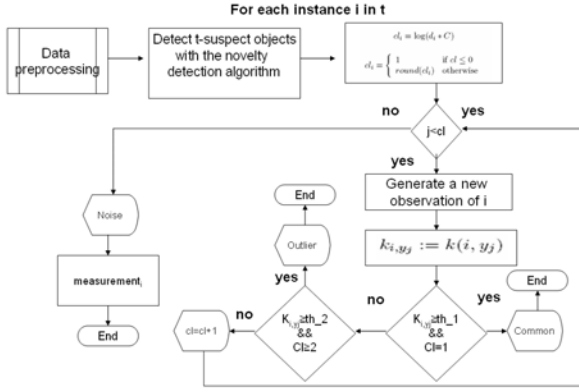 For each instance i in t
Data
preprocessing
Detect t-suspect objects
with the novelty
detection algorithm
cl_i = log(d_i * C)
cl_i = { 1 if cl ≤ 0
round(cl_i) otherwise
no
yes
j<cl
yes
Generate a new
observation of i
k_{i,y_j} := k(i, y_j)
End
Noise
Outlier
measurement_i
End
yes
no
K_{i,yj}≥th_2
&&
Cl≥2
no
K_{i,yj}≥th_1
&&
Cl=1
yes
End
Common
cl=cl+1